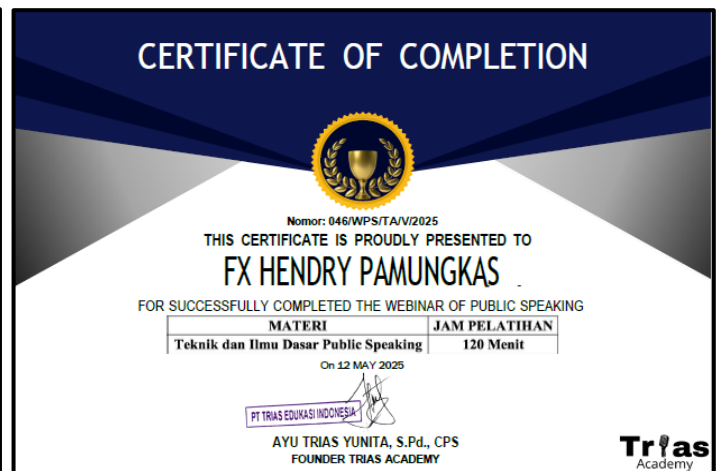 CERTIFICATE OF COMPLETION
Nomor: 046/WPS/TA/V/2025
THIS CERTIFICATE IS PROUDLY PRESENTED TO
FX HENDRY PAMUNGKAS
FOR SUCCESSFULLY COMPLETED THE WEBINAR OF PUBLIC SPEAKING
MATERI JAM PELATIHAN
Teknik dan Ilmu Dasar Public Speaking 120 Menit
On 12 MAY 2025
PT TRIAS EDUKASI INDONESIA
AYU TRIAS YUNITA, S.Pd., CPS
FOUNDER TRIAS ACADEMY
Trias
Academy